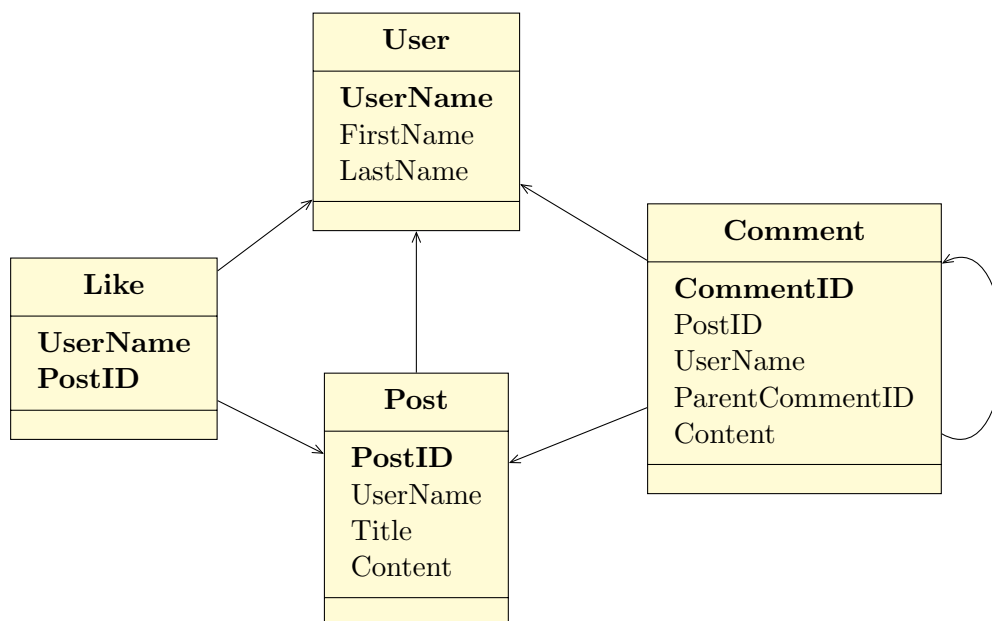 User
UserName
FirstName
LastName
Comment
CommentID
PostID
UserName
ParentCommentID
Content
Like
UserName
PostID
Post
PostID
UserName
Title
Content